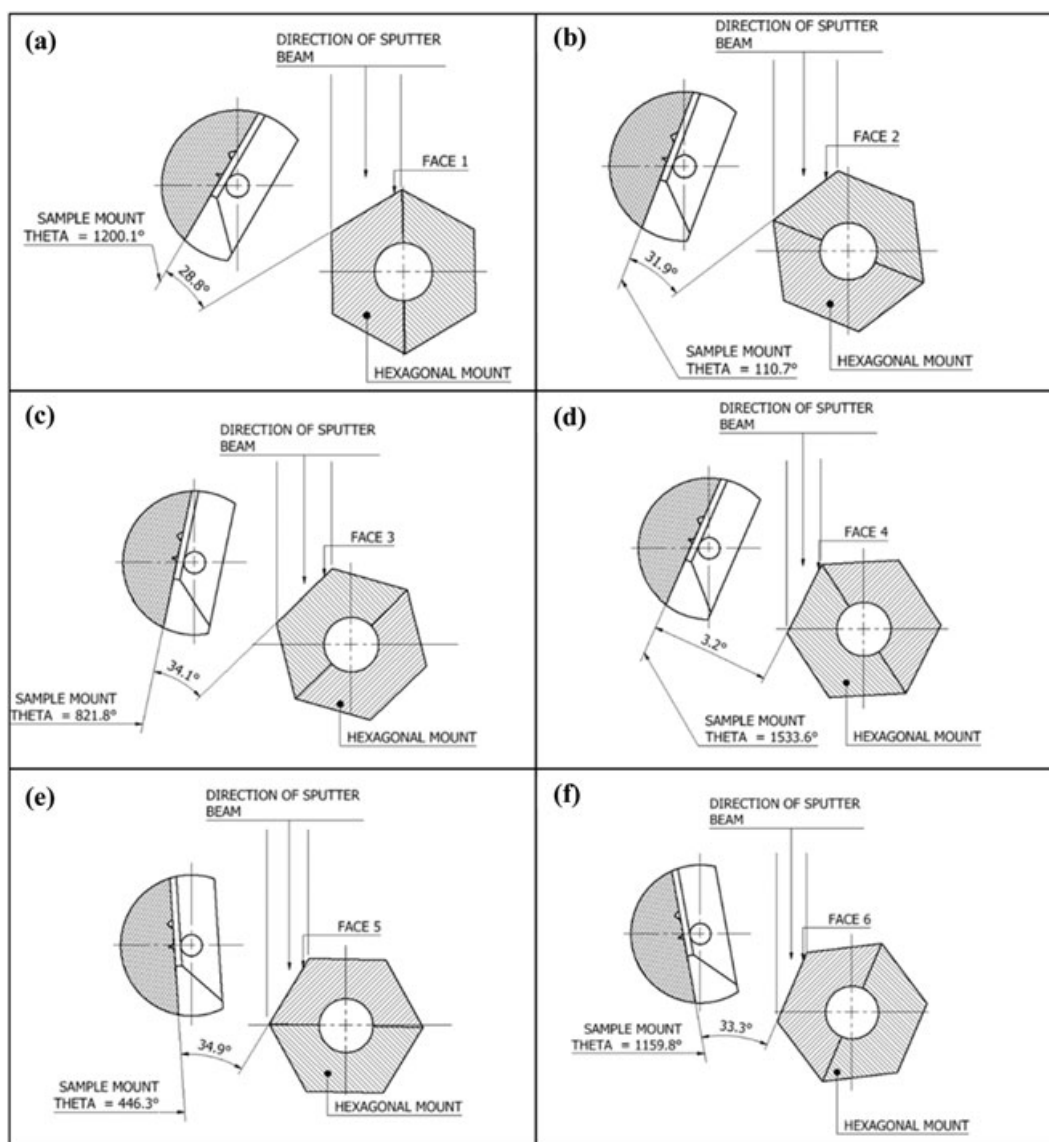 (a)
DIRECTION OF SPUTTER
BEAM
FACE 1
SAMPLE MOUNT
THETA = 1200.1°
28.8°
HEXAGONAL MOUNT
(b)
DIRECTION OF SPUTTER
BEAM
FACE 2
31.9°
SAMPLE MOUNT
THETA = 110.7°
HEXAGONAL MOUNT
(c)
DIRECTION OF SPUTTER
BEAM
FACE 3
34.1°
SAMPLE MOUNT
THETA = 821.8°
HEXAGONAL MOUNT
(d)
DIRECTION OF SPUTTER
BEAM
FACE 4
3.2°
SAMPLE MOUNT
THETA = 1533.6°
HEXAGONAL MOUNT
(e)
DIRECTION OF SPUTTER
BEAM
FACE 5
34.9°
SAMPLE MOUNT
THETA = 446.3°
HEXAGONAL MOUNT
(f)
DIRECTION OF SPUTTER
BEAM
FACE 6
SAMPLE MOUNT
THETA = 1159.8°
33.3°
HEXAGONAL MOUNT